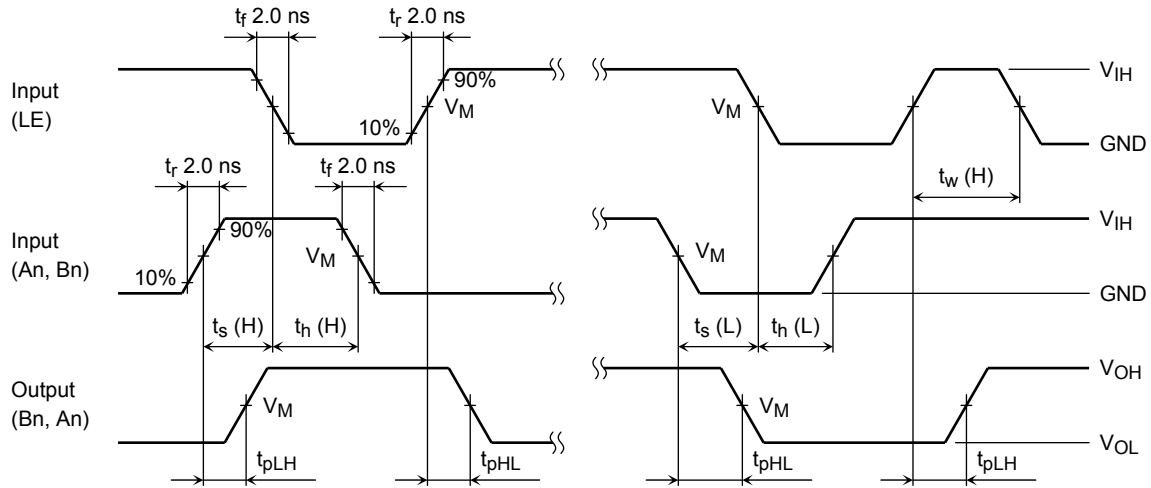 tf 2.0 ns tr 2.0 ns
Input
(LE)
90%
VM
10%
VM
VIH
GND
tw (H)
tr 2.0 ns tf 2.0 ns
Input
(An, Bn)
90%
VM
10%
VM
VIH
GND
ts (H) th (H) ts (L) th (L)
Output
(Bn, An)
VM
VM
VOH
VOL
tpLH tpHL tpHL tpLH